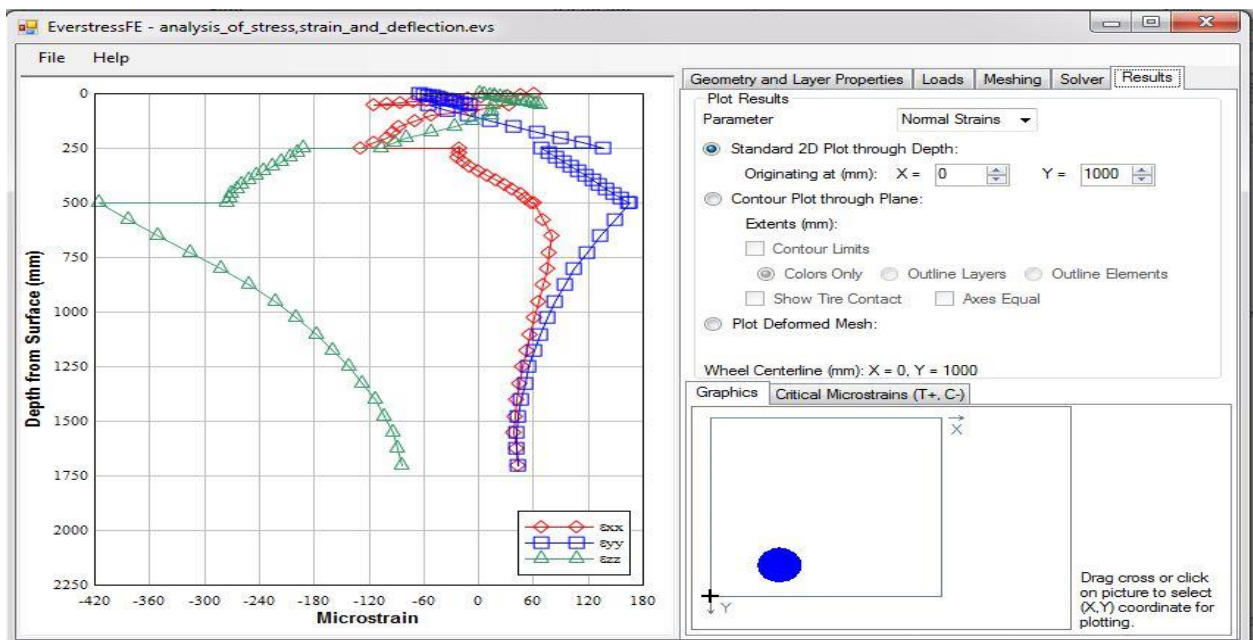 EverstressFE - analysis_of_stress,strain_and_deflection.evs
File Help
Geometry and Layer Properties Loads Meshing Solver Results
Plot Results
Parameter Normal Strains
Standard 2D Plot through Depth:
Originating at (mm): X = 0 Y = 1000
Contour Plot through Plane:
Extents (mm):
Contour Limits
Colors Only Outline Layers Outline Elements
Show Tire Contact Axes Equal
Plot Deformed Mesh:
Wheel Centerline (mm): X = 0, Y = 1000
Graphics Critical Microstrains (T+, C-)
X
Y
Drag cross or click
on picture to select
(X,Y) coordinate for
plotting.
Depth from Surface (mm)
0
250
500
750
1000
1250
1500
1750
2000
2250
-420 -360 -300 -240 -180 -120 -60 0 60 120 180
Microstrain
εxx
εyy
εzz